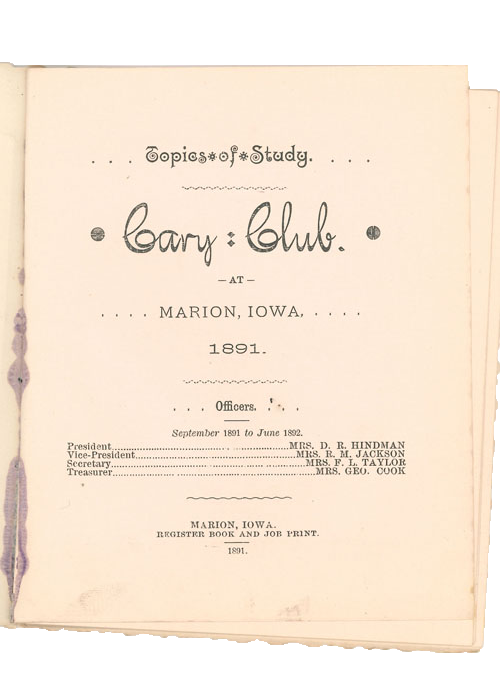 . . . Topics*of*Study. . . .
Cary : Club.
– AT –
. . . . MARION, IOWA, . . . .
1891.
. . . Officers. . . .
September 1891 to June 1892.
President........................................MRS. D. R. HINDMAN
Vice-President........................................MRS. R. M. JACKSON
Secretary........................................MRS. F. L. TAYLOR
Treasurer........................................MRS. GEO. COOK
MARION, IOWA.
REGISTER BOOK AND JOB PRINT.
1891.